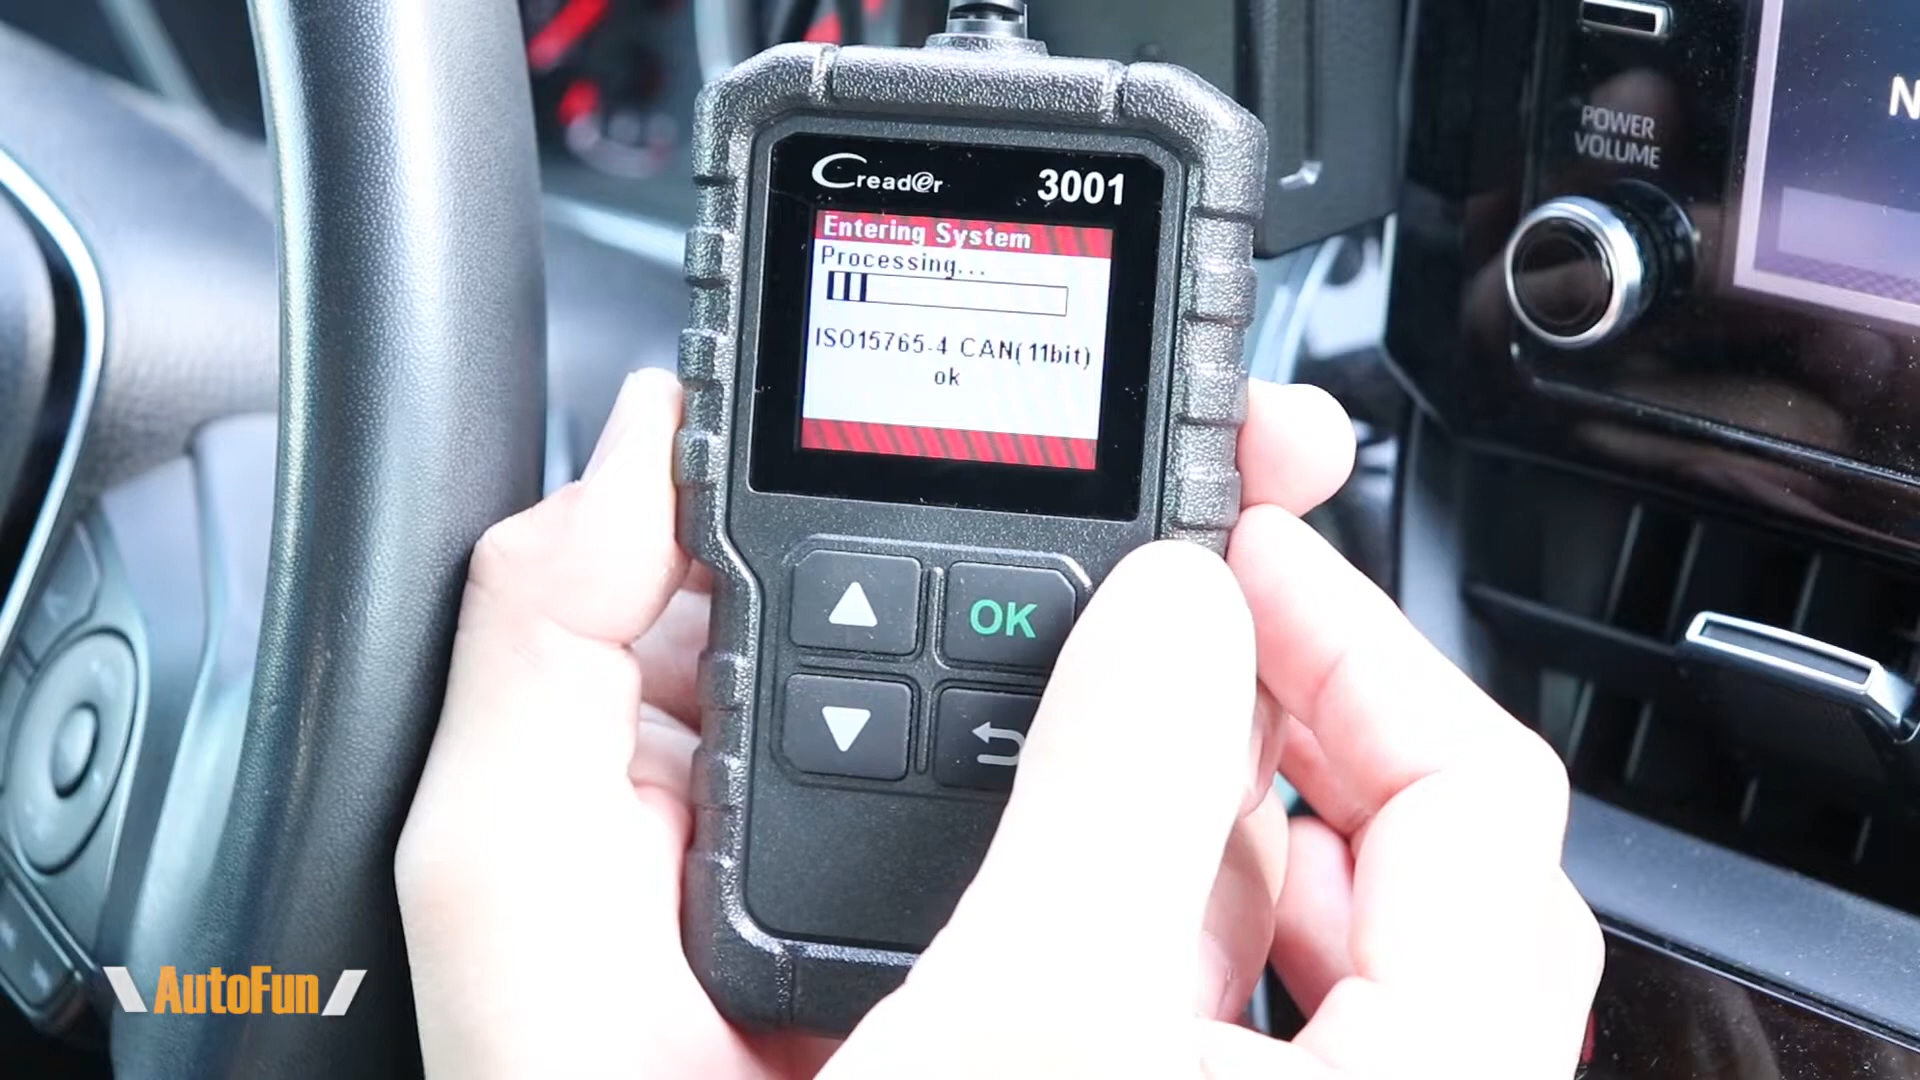 Creader 3001
Entering System
Processing...
ISO15765-4 CAN(11bit)
ok
OK
POWER
VOLUME
N
AutoFun